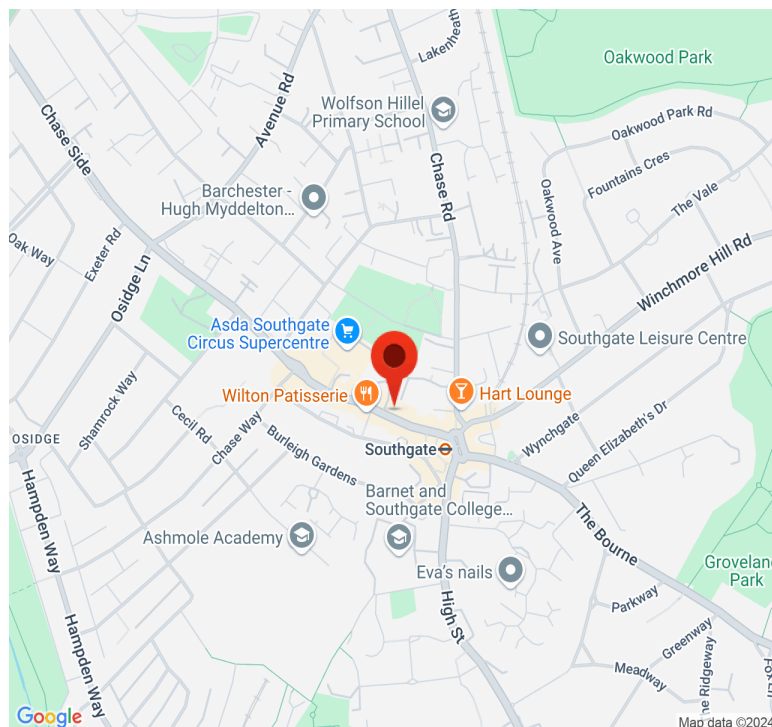 Lakenheath
Oakwood Park
Wolfson Hillel
Primary School
Avenue Rd
Chase Side
Oakwood Park Rd
Chase Rd
Fountains Cres
Oakwood Ave
The Vale
Barchester -
Hugh Myddelton...
Oak Way
Exeter Rd
Osidge Ln
Winchmore Hill Rd
Asda Southgate
Circus Supercentre
Southgate Leisure Centre
Wilton Patisserie
Hart Lounge
Shamrock Way
Cecil Rd
Chase Way
OSIDGE
Burleigh Gardens
Southgate
Wynchgate
Queen Elizabeth's Dr
Hampden Way
Barnet and
Southgate College...
The Bourne
Ashmole Academy
Eva's nails
Groveland
Park
High St
Parkway
Hampden Way
Greenway
Meadway
ne Ridgeway
Google
Map data ©2024